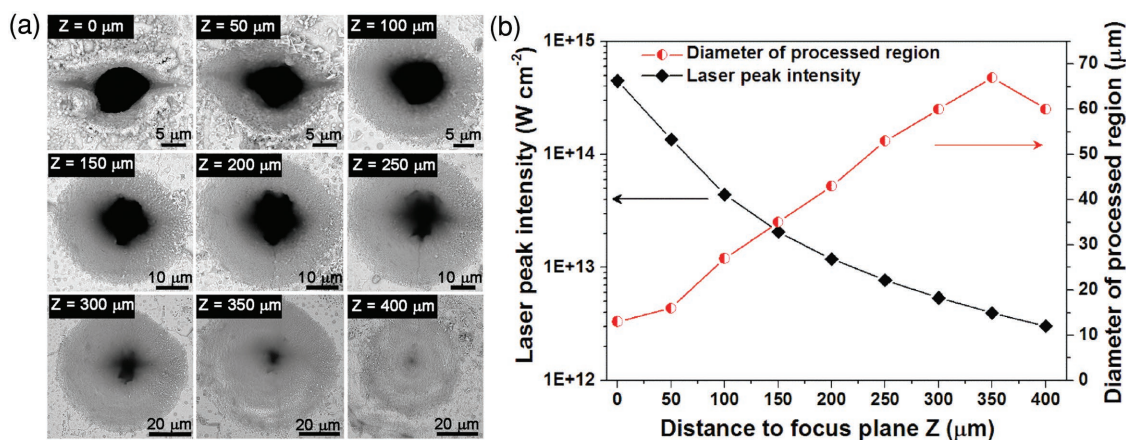 (a)
Z = 0 μm
Z = 50 μm
Z = 100 μm
5 μm
5 μm
5 μm
Z = 150 μm
Z = 200 μm
Z = 250 μm
10 μm
10 μm
10 μm
Z = 300 μm
Z = 350 μm
Z = 400 μm
20 μm
20 μm
20 μm
(b)
Diameter of processed region
Laser peak intensity
Laser peak intensity (W cm⁻²)
1E+15
1E+14
1E+13
1E+12
Diameter of processed region (μm)
70
60
50
40
30
20
10
0
0 50 100 150 200 250 300 350 400
Distance to focus plane Z (μm)